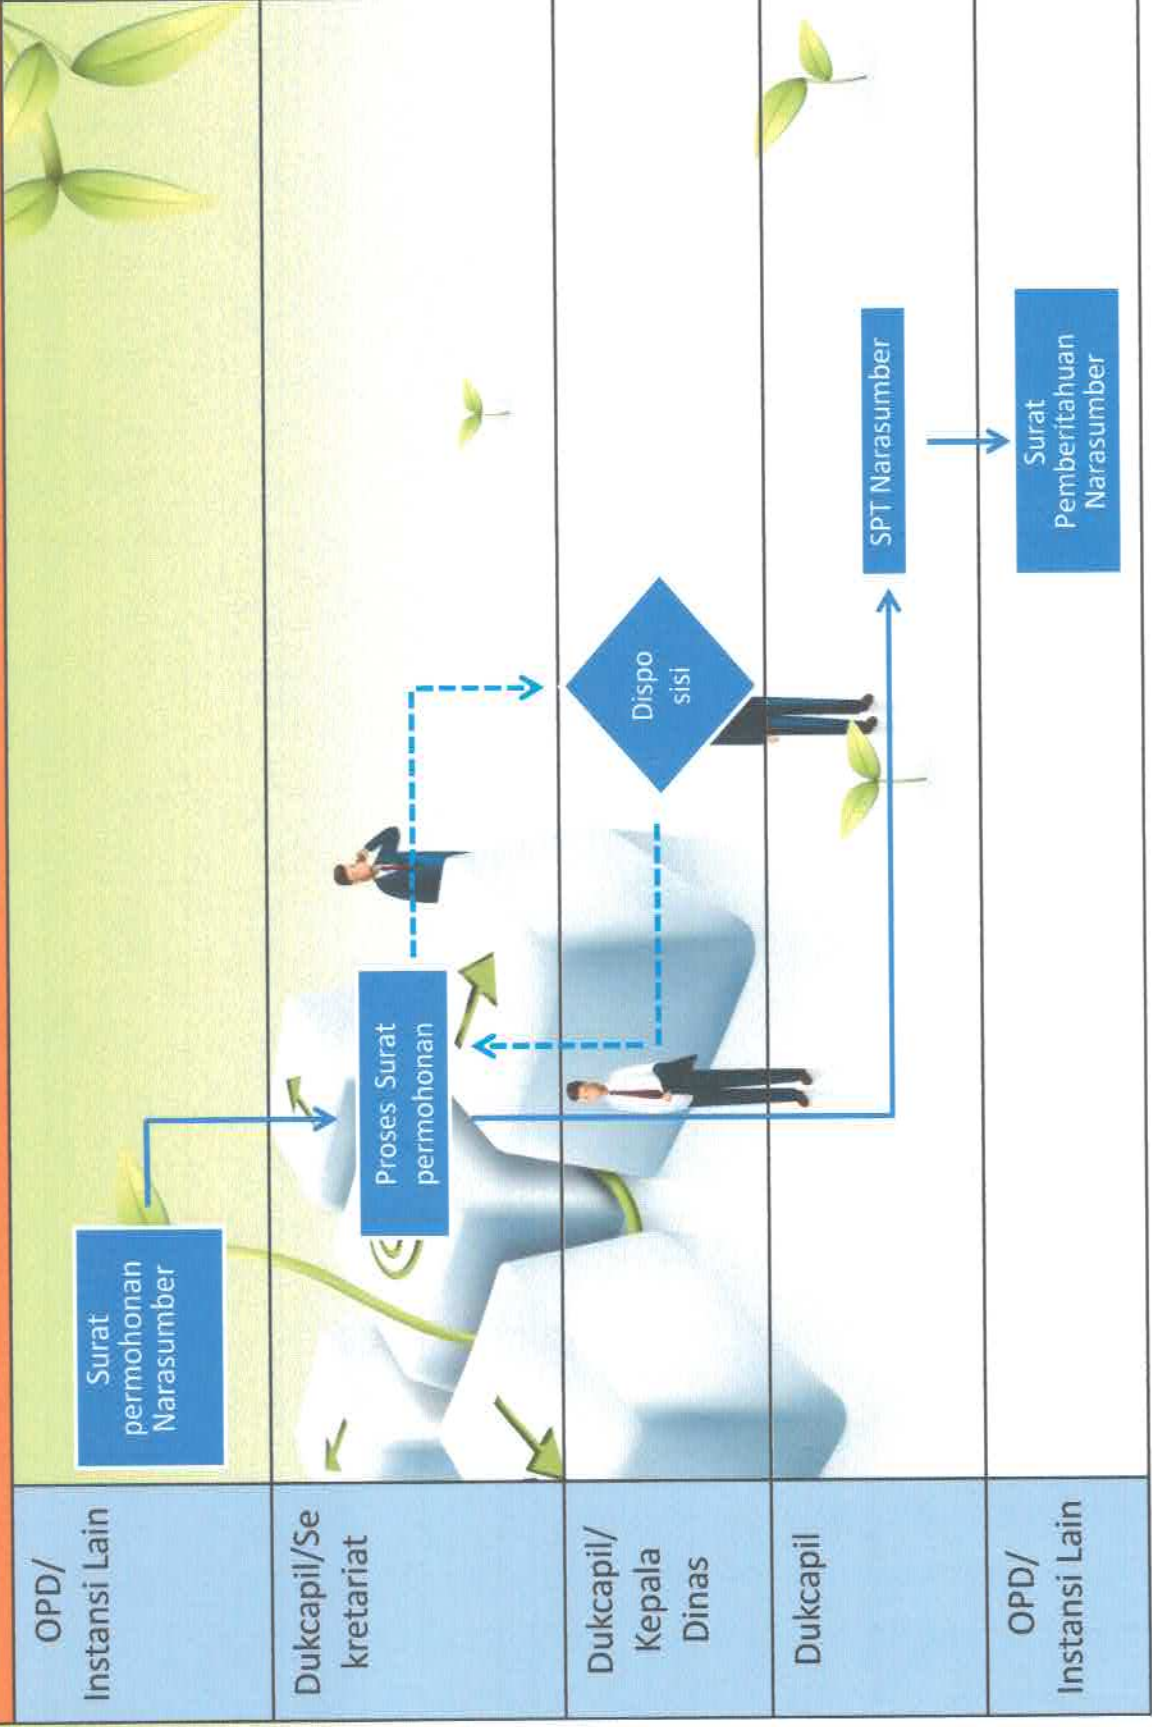 OPD/
Instansi Lain
Surat
permohonan
Narasumber
Dukcapil/Se
kretariat
Proses Surat
permohonan
Dukcapil/
Kepala
Dinas
Dispo
sisi
Dukcapil
SPT Narasumber
OPD/
Instansi Lain
Surat
Pemberitahuan
Narasumber